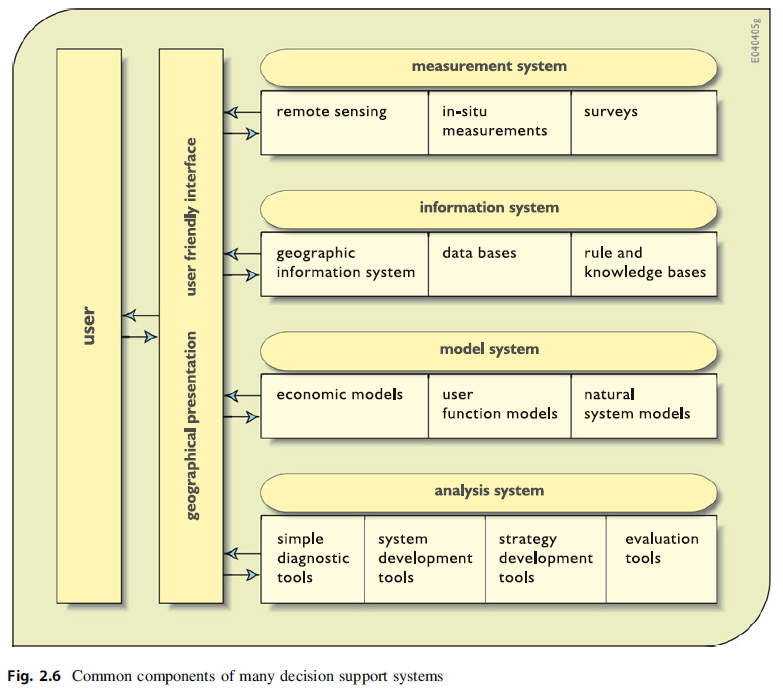 E040405g
user
geographical presentation user friendly interface
measurement system
remote sensing
in-situ
measurements
surveys
information system
geographic
information system
data bases
rule and
knowledge bases
model system
economic models
user
function models
natural
system models
analysis system
simple
diagnostic
tools
system
development
tools
strategy
development
tools
evaluation
tools
Fig. 2.6 Common components of many decision support systems